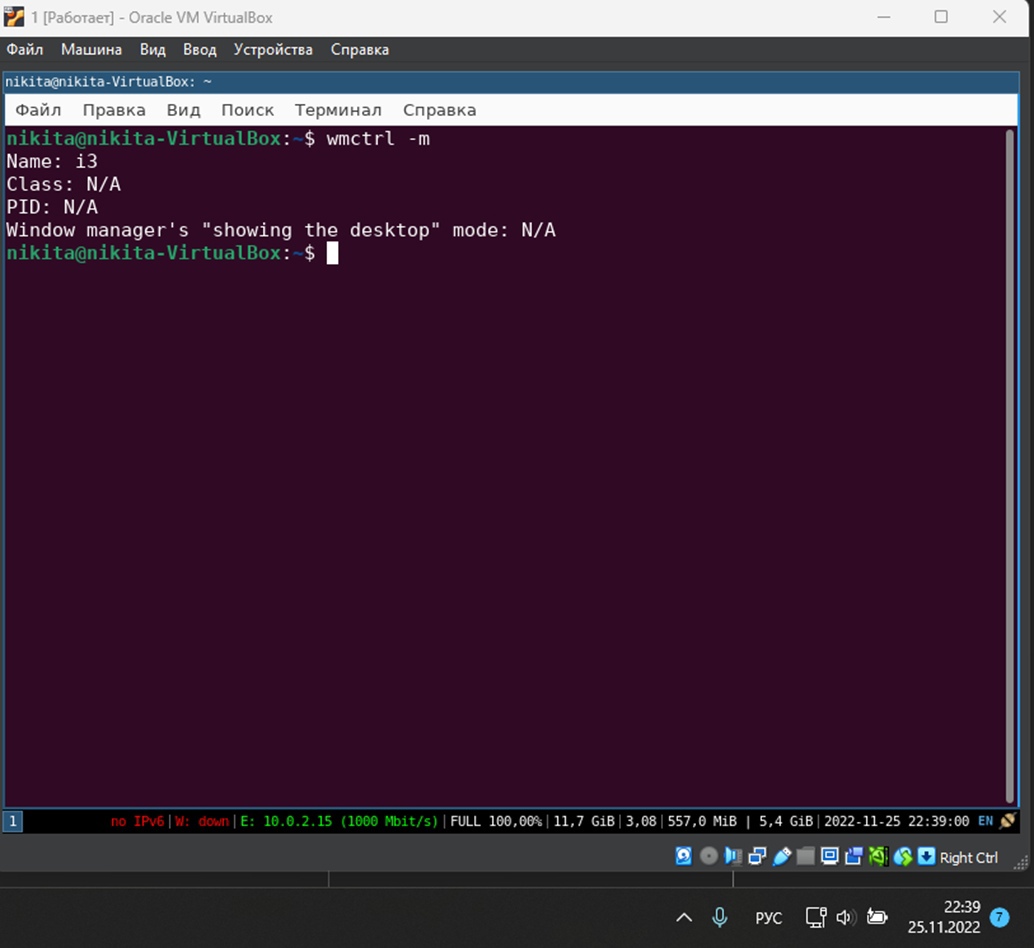 1 [Работает] - Oracle VM VirtualBox
Файл Машина Вид Ввод Устройства Справка
nikita@nikita-VirtualBox: ~
Файл Правка Вид Поиск Терминал Справка
nikita@nikita-VirtualBox:~$ wmctrl -m
Name: i3
Class: N/A
PID: N/A
Window manager's "showing the desktop" mode: N/A
nikita@nikita-VirtualBox:~$
1 no IPv6|W: down|E: 10.0.2.15 (1000 Mbit/s)|FULL 100,00%|11,7 GiB|3,08|557,0 MiB | 5,4 GiB|2022-11-25 22:39:00 EN
Right Ctrl
РУС 22:39 7
25.11.2022